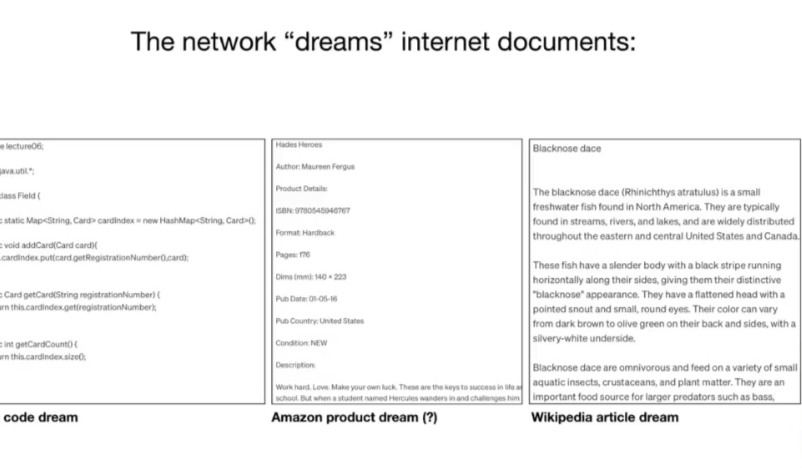 The network “dreams” internet documents:
e lecture06;
java.util.*;
lass Field {
c static Map<String, Card> cardIndex = new HashMap<String, Card>();
c void addCard(Card card){
.cardIndex.put(card.getRegistrationNumber(),card);
c Card getCard(String registrationNumber) {
rn this.cardIndex.get(registrationNumber);
c int getCardCount() {
rn this.cardIndex.size();
code dream
Hades Heroes
Author: Maureen Fergus
Product Details:
ISBN: 9780545946767
Format: Hardback
Pages: 176
Dims (mm): 140 x 223
Pub Date: 01-05-16
Pub Country: United States
Condition: NEW
Description:
Work hard. Love. Make your own luck. These are the keys to success in life a
school. But when a student named Hercules wanders in and challenges him
Amazon product dream (?)
Blacknose dace
The blacknose dace (Rhinichthys atratulus) is a small
freshwater fish found in North America. They are typically
found in streams, rivers, and lakes, and are widely distributed
throughout the eastern and central United States and Canada.
These fish have a slender body with a black stripe running
horizontally along their sides, giving them their distinctive
"blacknose" appearance. They have a flattened head with a
pointed snout and small, round eyes. Their color can vary
from dark brown to olive green on their back and sides, with a
silvery-white underside.
Blacknose dace are omnivorous and feed on a variety of small
aquatic insects, crustaceans, and plant matter. They are an
important food source for larger predators such as bass,
Wikipedia article dream